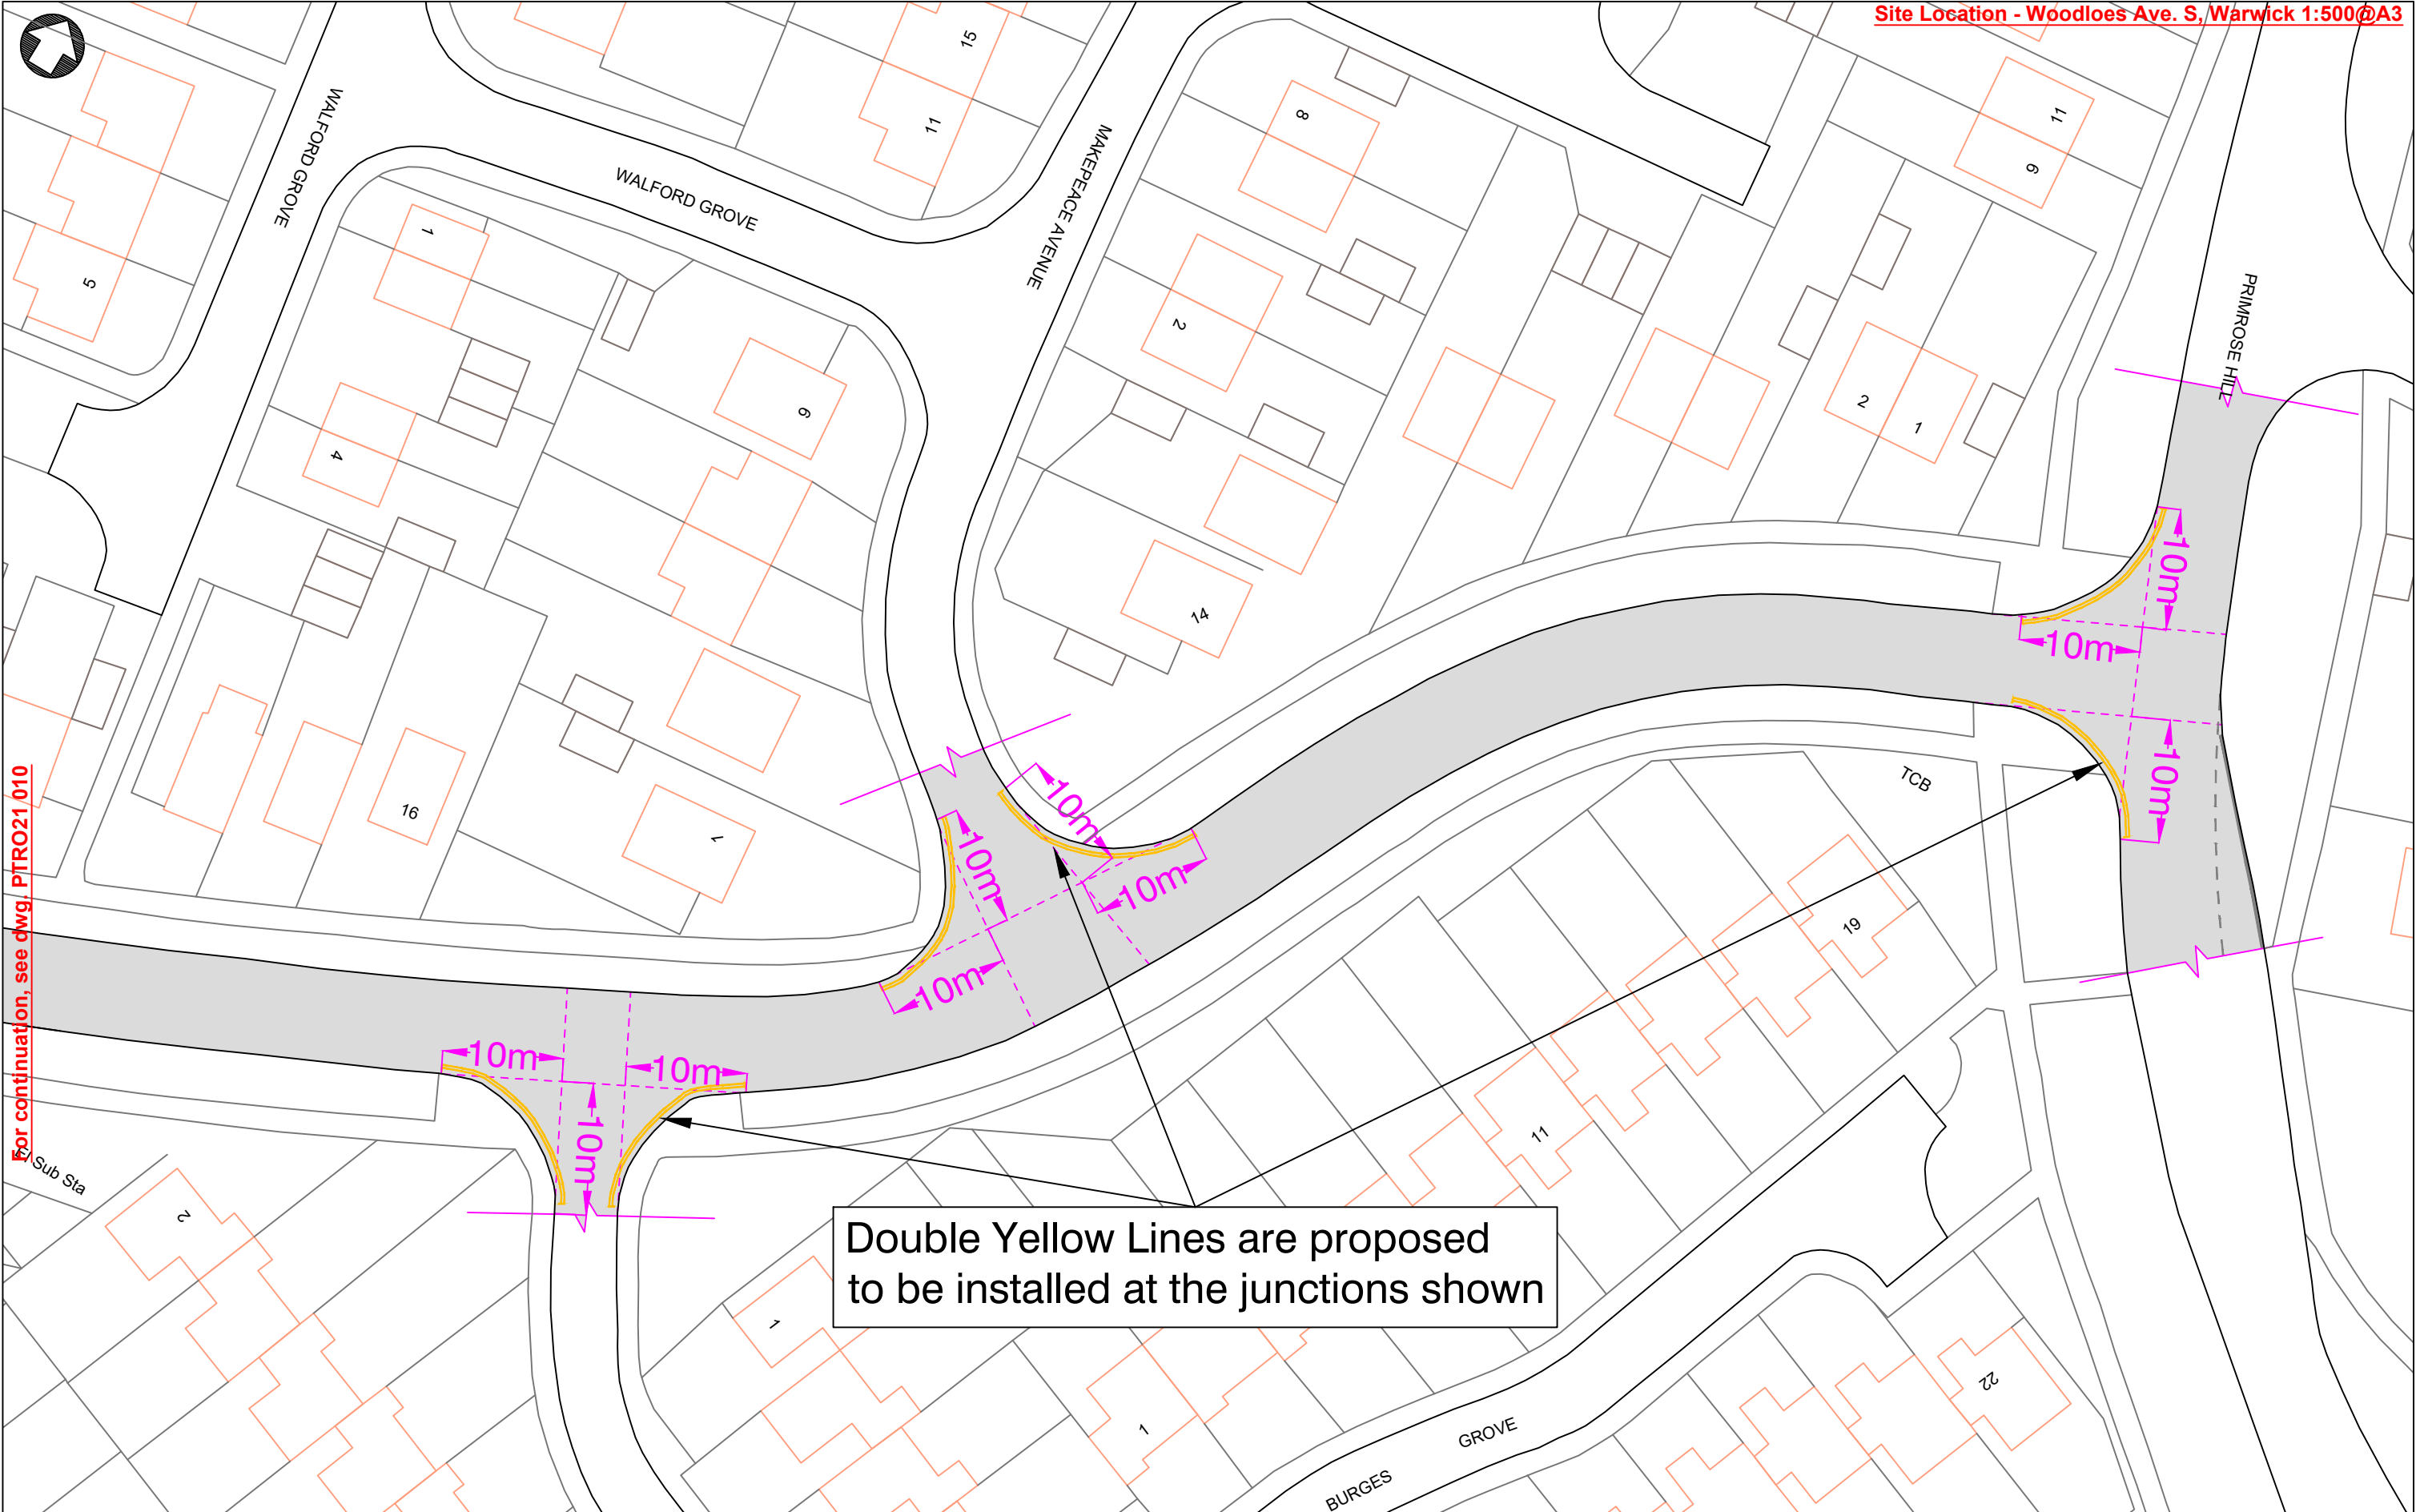 Site Location - Woodloes Ave. S, Warwick 1:500@A3
15
11
WALFORD GROVE
WALFORD GROVE
MAKEPEACE AVENUE
8
11
9
5
1
2
PRIMROSE HILL
9
4
2
1
14
10m
10m
10m
10m
10m
10m
10m
10m
10m
10m
10m
TCB
16
7
19
11
For continuation, see dwg. PTRO21 010
El Sub Sta
2
Double Yellow Lines are proposed
to be installed at the junctions shown
1
1
22
GROVE
BURGES